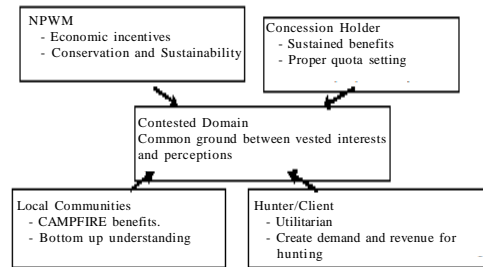 NPWM
- Economic incentives
- Conservation and Sustainability
Concession Holder
- Sustained benefits
- Proper quota setting
Contested Domain
Common ground between vested interests
and perceptions
Local Communities
- CAMPFIRE benefits.
- Bottom up understanding
Hunter/Client
- Utilitarian
- Create demand and revenue for
hunting